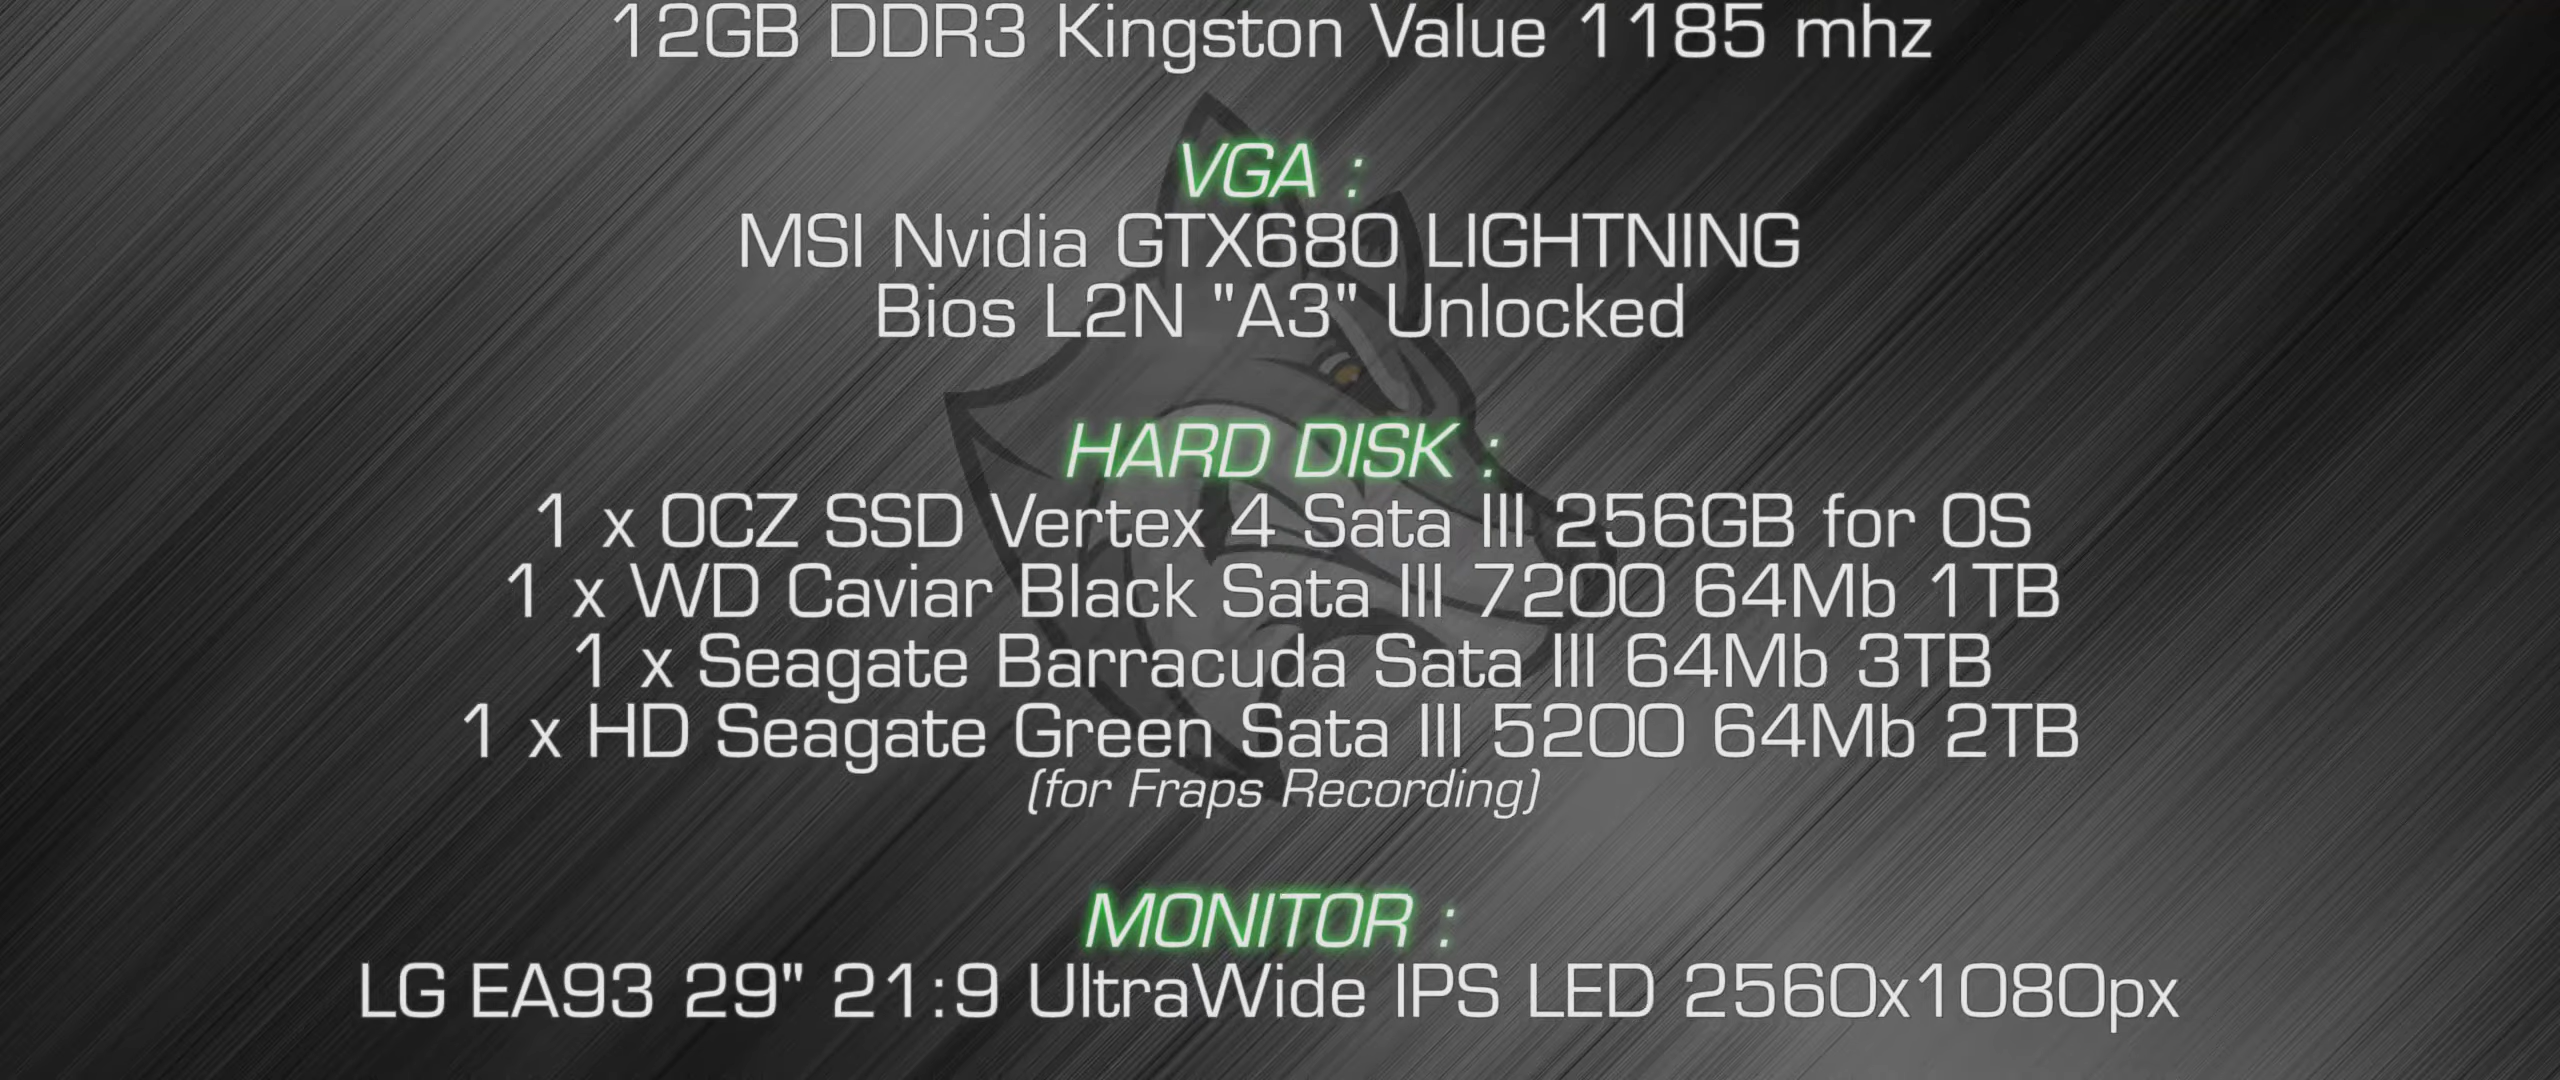 12GB DDR3 Kingston Value 1185 mhz
VGA :
MSI Nvidia GTX680 LIGHTNING
Bios L2N "A3" Unlocked
HARD DISK :
1 x OCZ SSD Vertex 4 Sata III 256GB for OS
1 x WD Caviar Black Sata III 7200 64Mb 1TB
1 x Seagate Barracuda Sata III 64Mb 3TB
1 x HD Seagate Green Sata III 5200 64Mb 2TB
(for Fraps Recording)
MONITOR :
LG EA93 29" 21:9 UltraWide IPS LED 2560x1080px